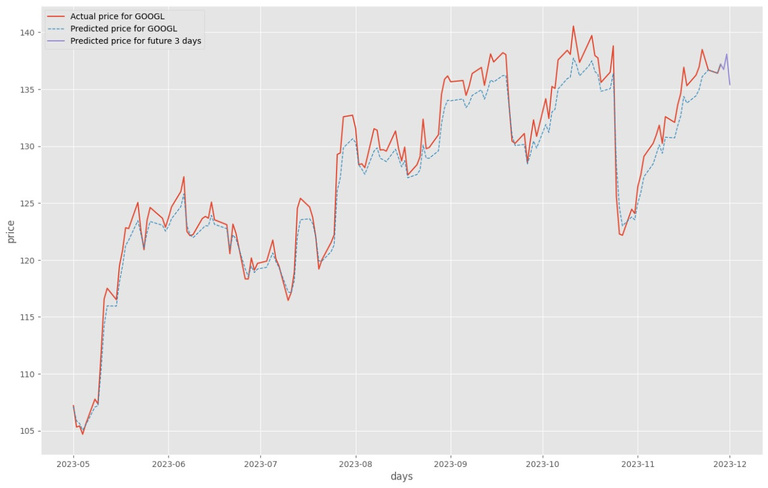 Actual price for GOOGL
Predicted price for GOOGL
Predicted price for future 3 days
140
135
130
125
120
115
110
105
price
2023-05 2023-06 2023-07 2023-08 2023-09 2023-10 2023-11 2023-12
days